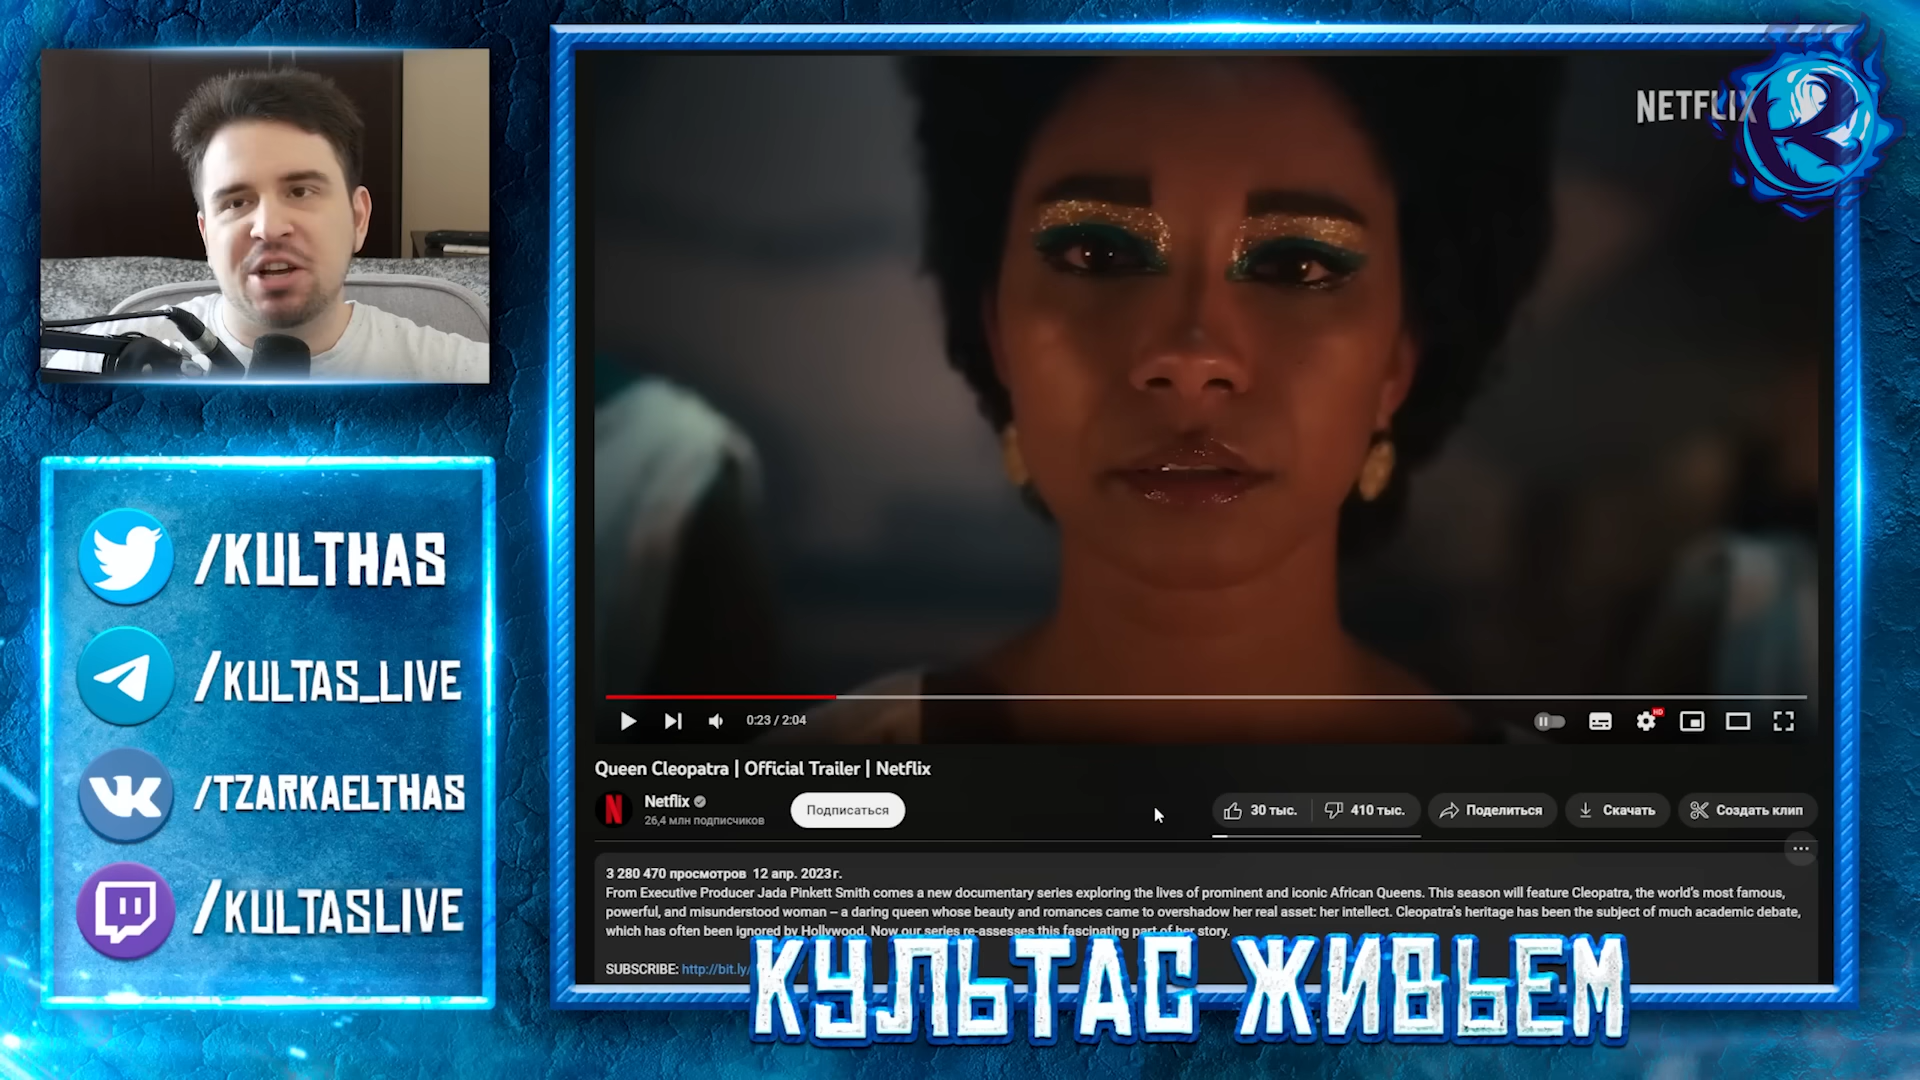 NETFLIX
/KULTHAS
/KULTAS_LIVE
/TZARKAELTHAS
/KULTASLIVE
0:23 / 2:04
HD
Queen Cleopatra | Official Trailer | Netflix
Netflix
26,4 млн подписчиков
Подписаться
30 тыс.
410 тыс.
Поделиться
Скачать
Создать клип
3 280 470 просмотров 12 апр. 2023 г.
From Executive Producer Jada Pinkett Smith comes a new documentary series exploring the lives of prominent and iconic African Queens. This season will feature Cleopatra, the world's most famous,
powerful, and misunderstood woman – a daring queen whose beauty and romances came to overshadow her real asset: her intellect. Cleopatra's heritage has been the subject of much academic debate,
which has often been ignored by Hollywood. Now our series re-assesses this fascinating part of her story.
SUBSCRIBE: http://bit.ly/
КУЛЬТАС ЖИВЬЕМ